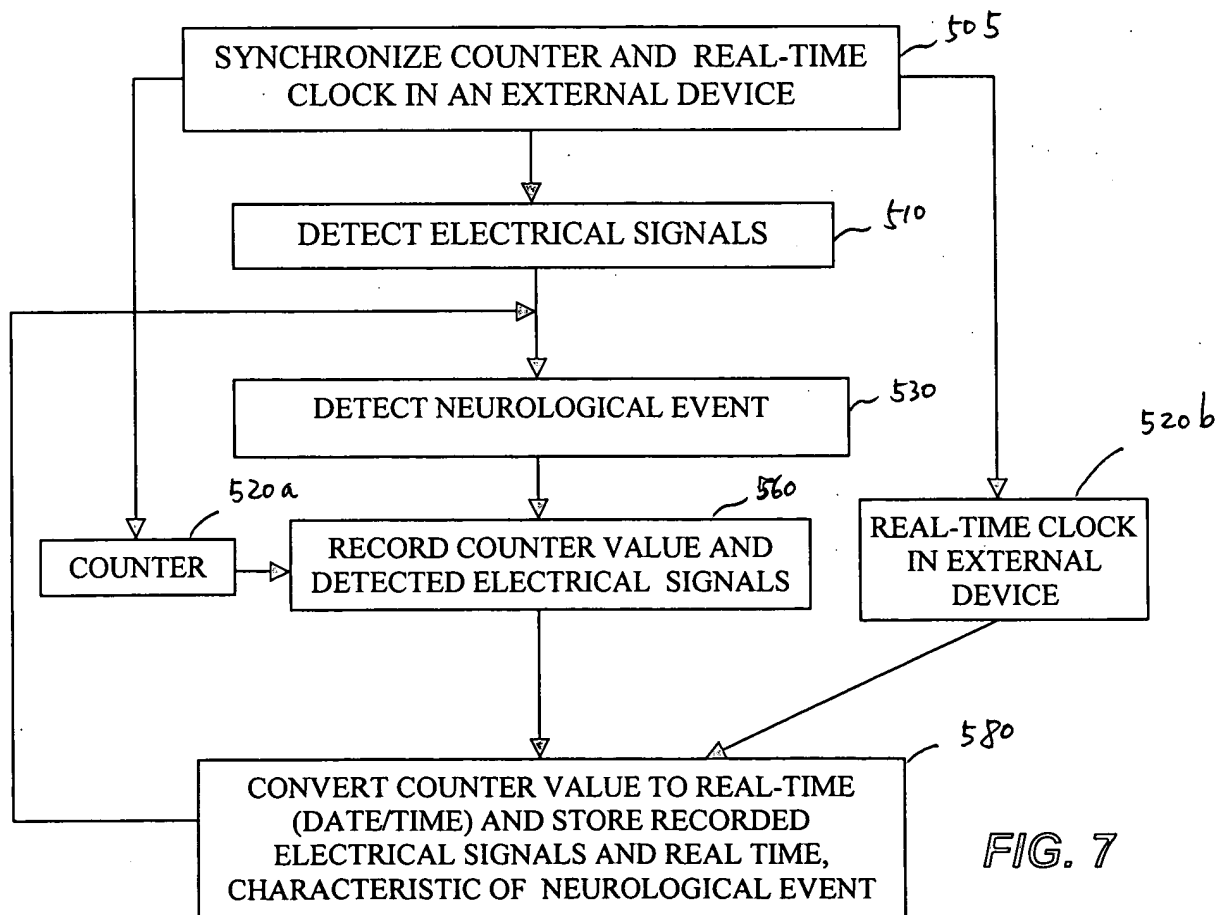 505
SYNCHRONIZE COUNTER AND REAL-TIME
CLOCK IN AN EXTERNAL DEVICE
510
DETECT ELECTRICAL SIGNALS
530
DETECT NEUROLOGICAL EVENT
520b
520a
560
COUNTER
RECORD COUNTER VALUE AND
DETECTED ELECTRICAL SIGNALS
REAL-TIME CLOCK
IN EXTERNAL
DEVICE
580
CONVERT COUNTER VALUE TO REAL-TIME
(DATE/TIME) AND STORE RECORDED
ELECTRICAL SIGNALS AND REAL TIME,
CHARACTERISTIC OF NEUROLOGICAL EVENT
FIG. 7